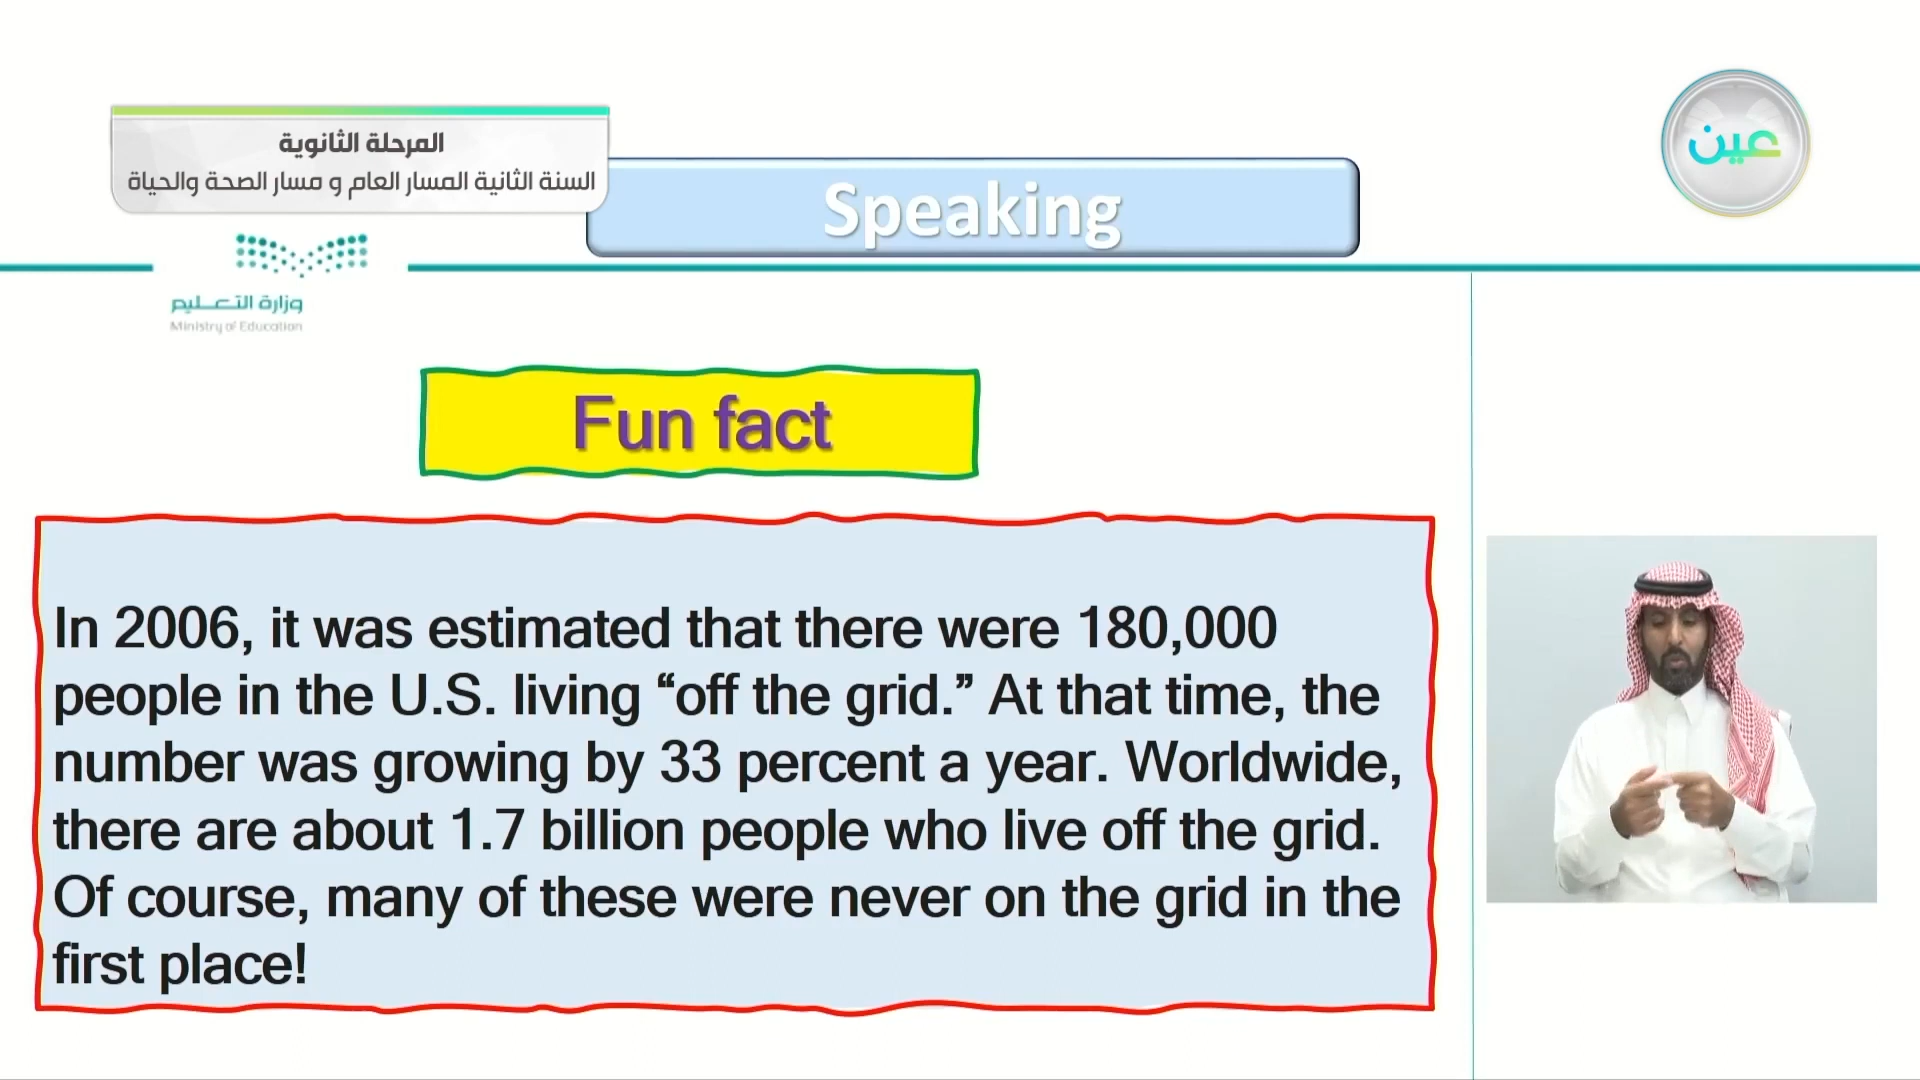 المرحلة الثانوية
السنة الثانية المسار العام و مسار الصحة والحياة
Speaking
عين
وزارة التعليم
Ministry of Education
Fun fact
In 2006, it was estimated that there were 180,000
people in the U.S. living “off the grid.” At that time, the
number was growing by 33 percent a year. Worldwide,
there are about 1.7 billion people who live off the grid.
Of course, many of these were never on the grid in the
first place!